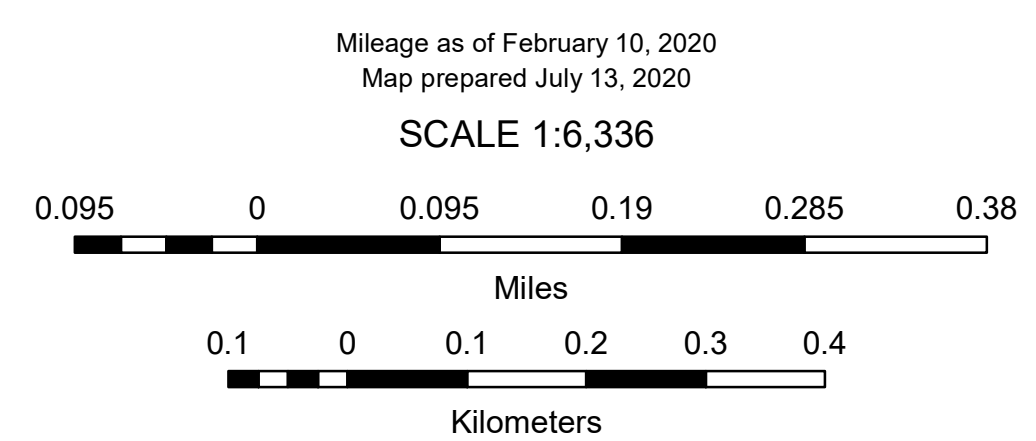 Mileage as of February 10, 2020
Map prepared July 13, 2020
SCALE 1:6,336
0.095 0 0.095 0.19 0.285 0.38
Miles
0.1 0 0.1 0.2 0.3 0.4
Kilometers